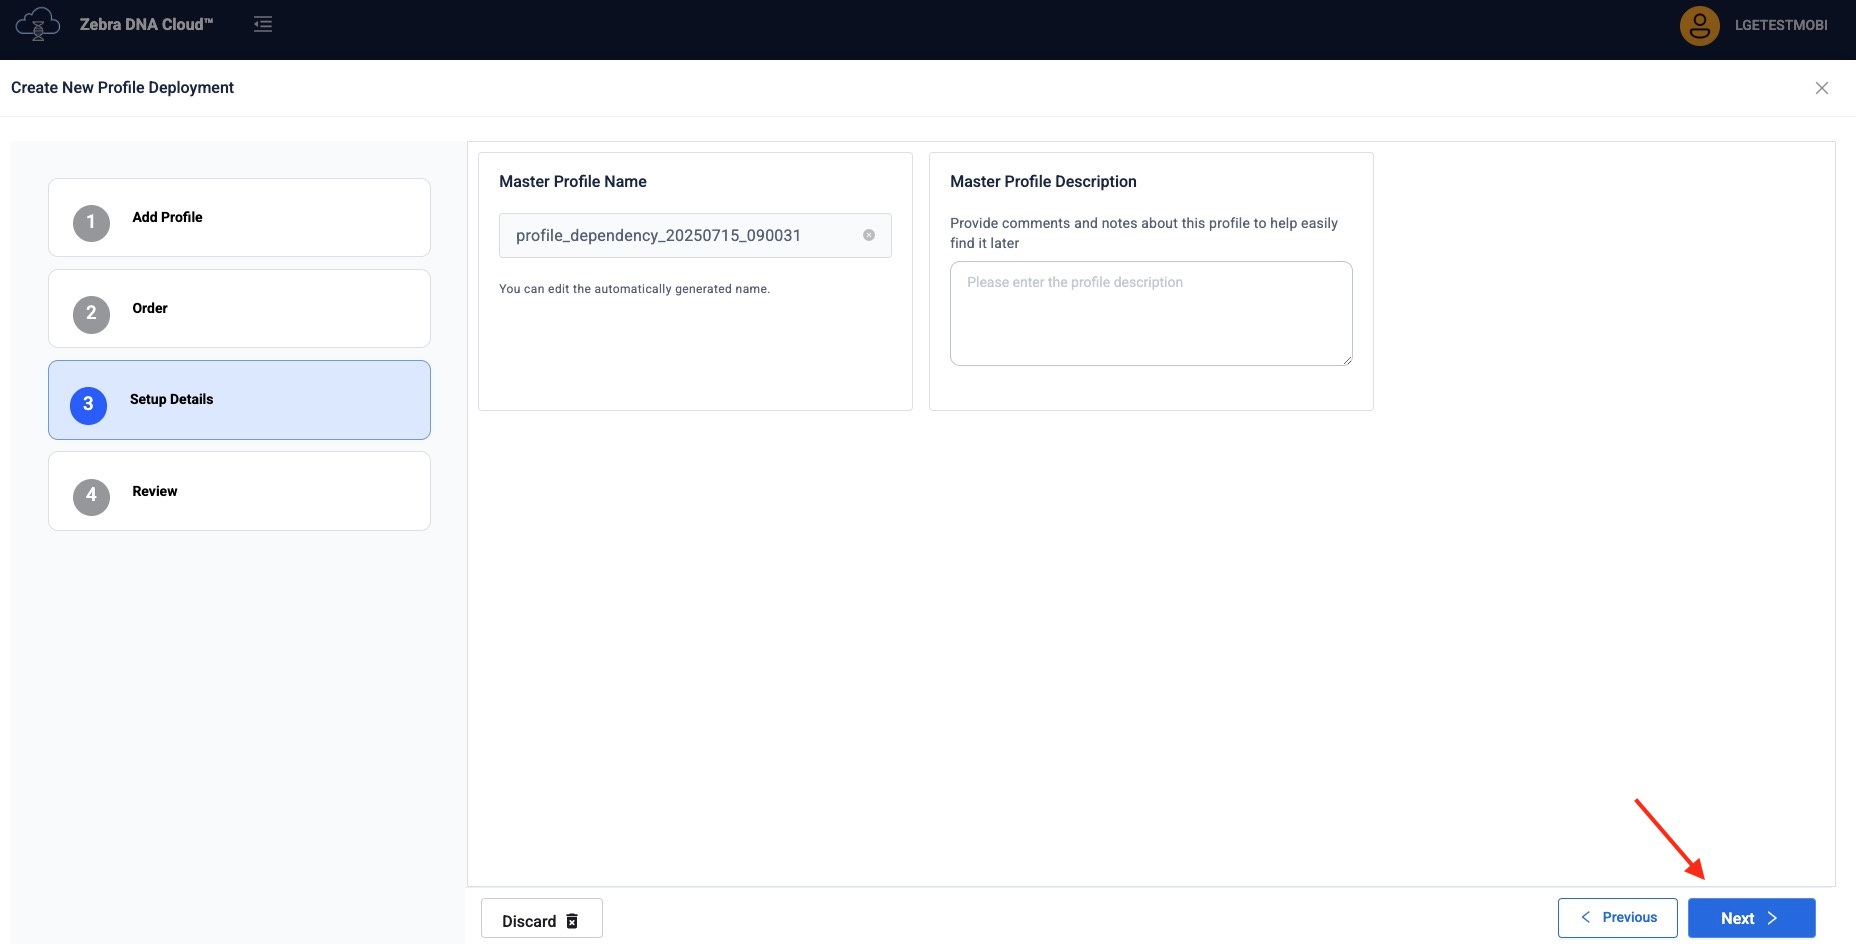 Zebra DNA Cloud™
LGETESTMOBI
Create New Profile Deployment
1
Add Profile
2
Order
3
Setup Details
4
Review
Master Profile Name
profile_dependency_20250715_090031
You can edit the automatically generated name.
Master Profile Description
Provide comments and notes about this profile to help easily
find it later
Please enter the profile description
Discard
Previous
Next